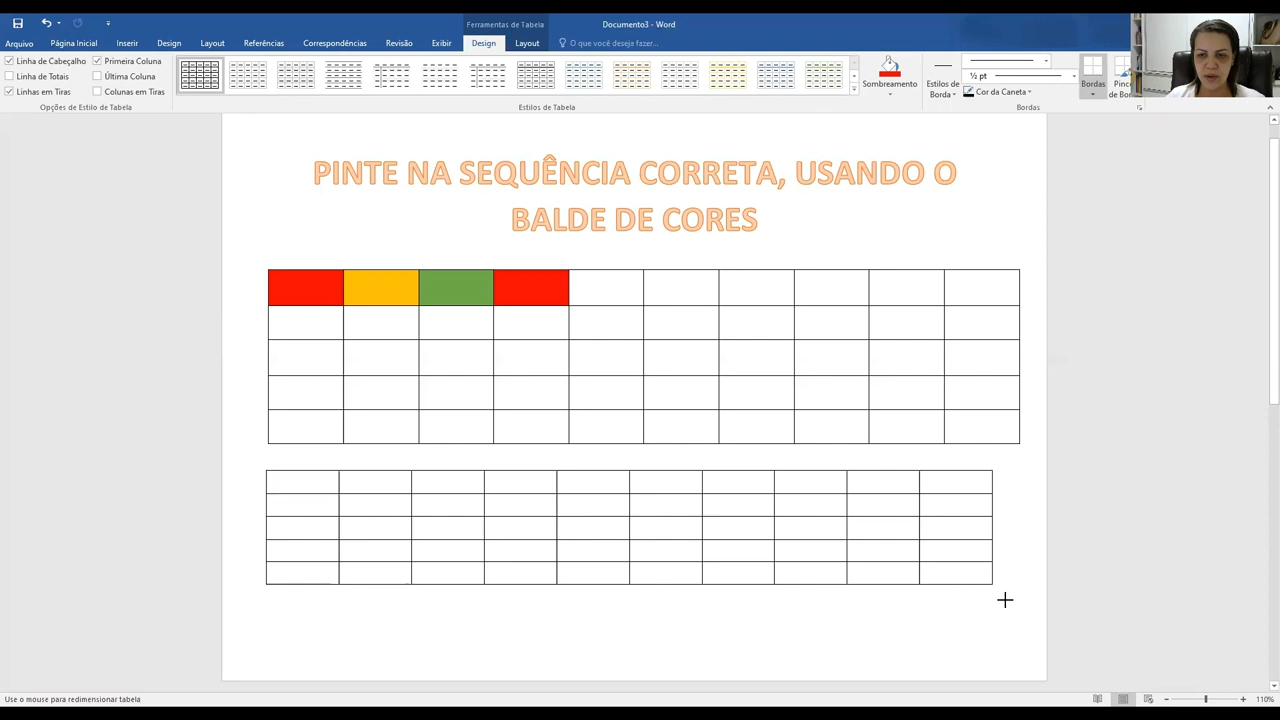 Ferramentas de Tabela
Documento3 - Word
Arquivo
Página Inicial
Inserir
Design
Layout
Referências
Correspondências
Revisão
Exibir
Design
Layout
O que você deseja fazer...
Linha de Cabeçalho
Primeira Coluna
Linha de Totais
Última Coluna
Linhas em Tiras
Colunas em Tiras
Opções de Estilo de Tabela
Estilos de Tabela
Sombreamento
Estilos de
Borda
½ pt
Cor da Caneta
Bordas
Bordas
de Bor
PINTE NA SEQUÊNCIA CORRETA, USANDO O
BALDE DE CORES
Use o mouse para redimensionar tabela
110%